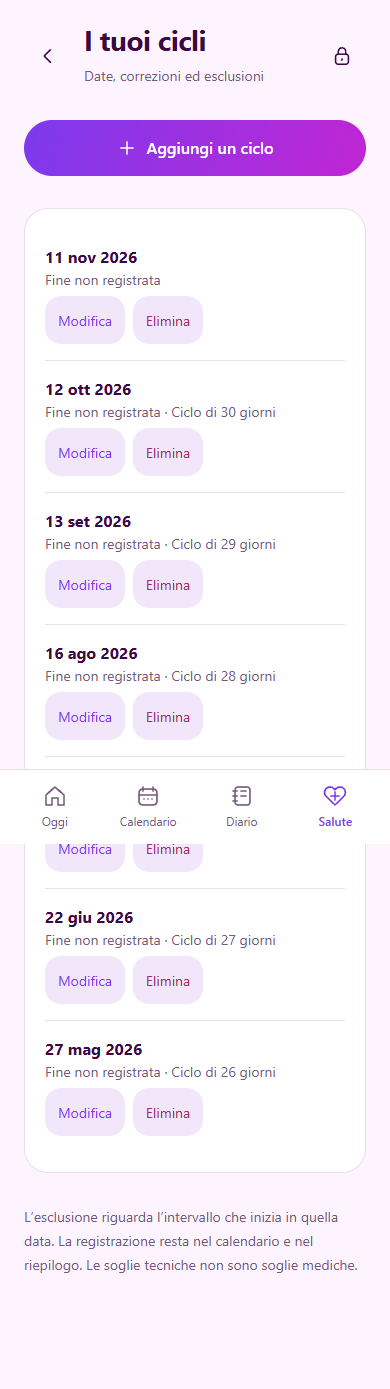 I tuoi cicli
Date, correzioni ed esclusioni
Aggiungi un ciclo
11 nov 2026
Fine non registrata
Modifica Elimina
12 ott 2026
Fine non registrata · Ciclo di 30 giorni
Modifica Elimina
13 set 2026
Fine non registrata · Ciclo di 29 giorni
Modifica Elimina
16 ago 2026
Fine non registrata · Ciclo di 28 giorni
Modifica Elimina
Oggi Calendario Diario Salute
Modifica Elimina
22 giu 2026
Fine non registrata · Ciclo di 27 giorni
Modifica Elimina
27 mag 2026
Fine non registrata · Ciclo di 26 giorni
Modifica Elimina
L'esclusione riguarda l'intervallo che inizia in quella
data. La registrazione resta nel calendario e nel
riepilogo. Le soglie tecniche non sono soglie mediche.